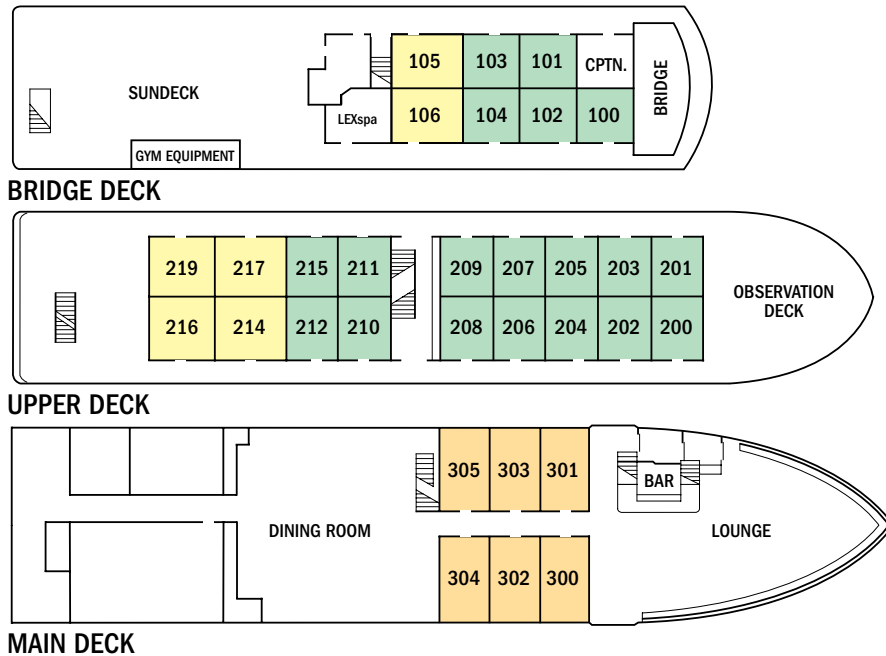 105 103 101 CPTN.
SUNDECK
BRIDGE
LEXspa
106 104 102 100
GYM EQUIPMENT
BRIDGE DECK
219 217 215 211 209 207 205 203 201
OBSERVATION
DECK
216 214 212 210 208 206 204 202 200
UPPER DECK
305 303 301
BAR
DINING ROOM
LOUNGE
304 302 300
MAIN DECK